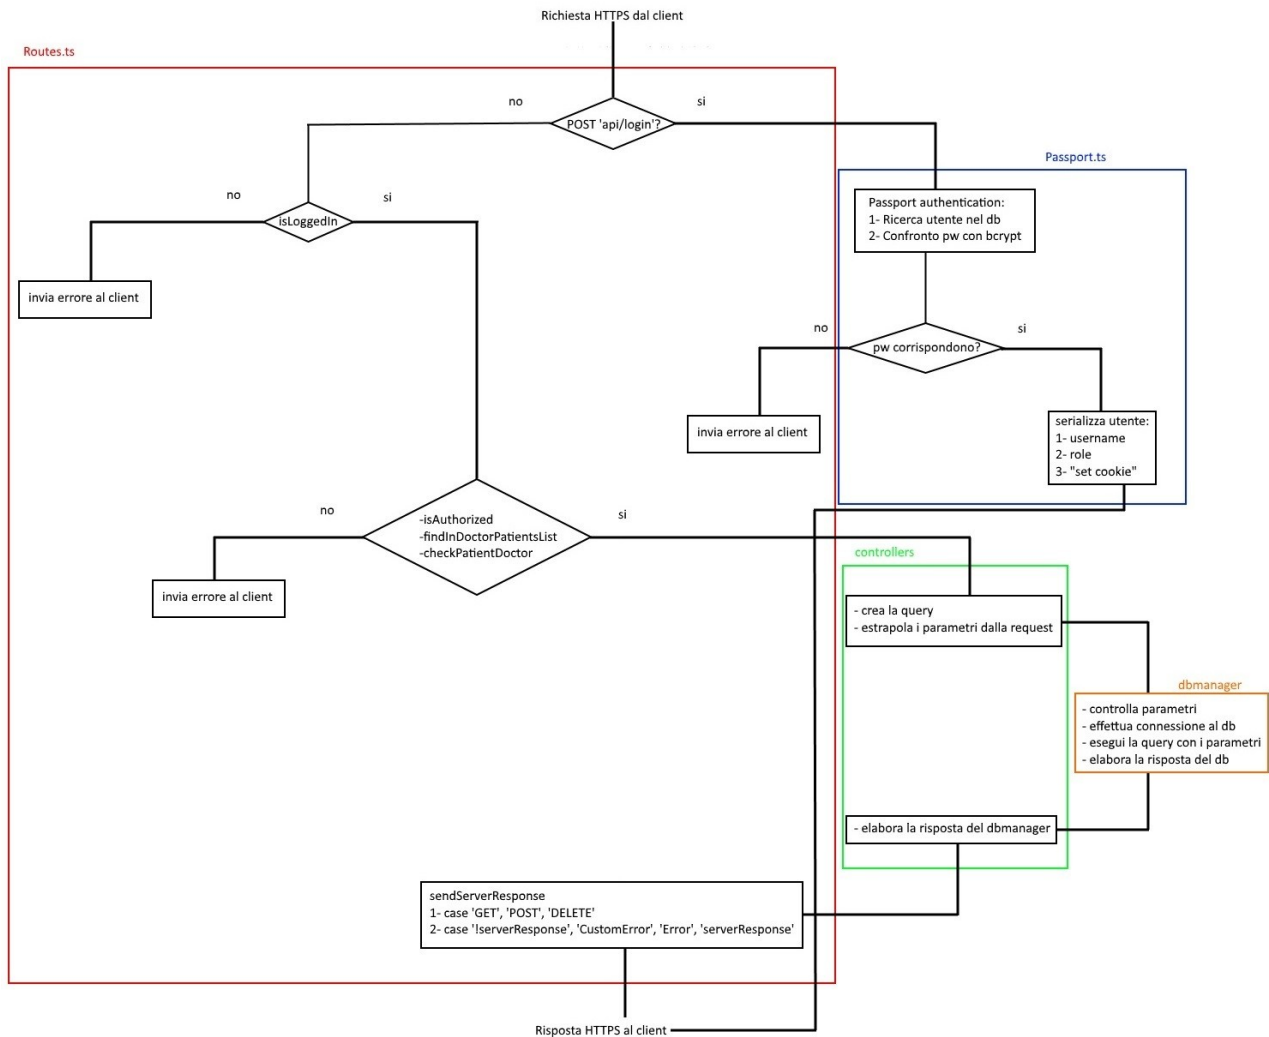 Richiesta HTTPS dal client
Routes.ts
no
si
POST 'api/login'?
Passport.ts
no
si
isLoggedIn
Passport authentication:
1- Ricerca utente nel db
2- Confronto pw con bcrypt
invia errore al client
no
si
pw corrispondono?
invia errore al client
serializza utente:
1- username
2- role
3- "set cookie"
no
si
-isAuthorized
-findInDoctorPatientsList
-checkPatientDoctor
controllers
invia errore al client
- crea la query
- estrapola i parametri dalla request
dbmanager
- controlla parametri
- effettua connessione al db
- esegui la query con i parametri
- elabora la risposta del db
- elabora la risposta del dbmanager
sendServerResponse
1- case 'GET', 'POST', 'DELETE'
2- case '!serverResponse', 'CustomError', 'Error', 'serverResponse'
Risposta HTTPS al client